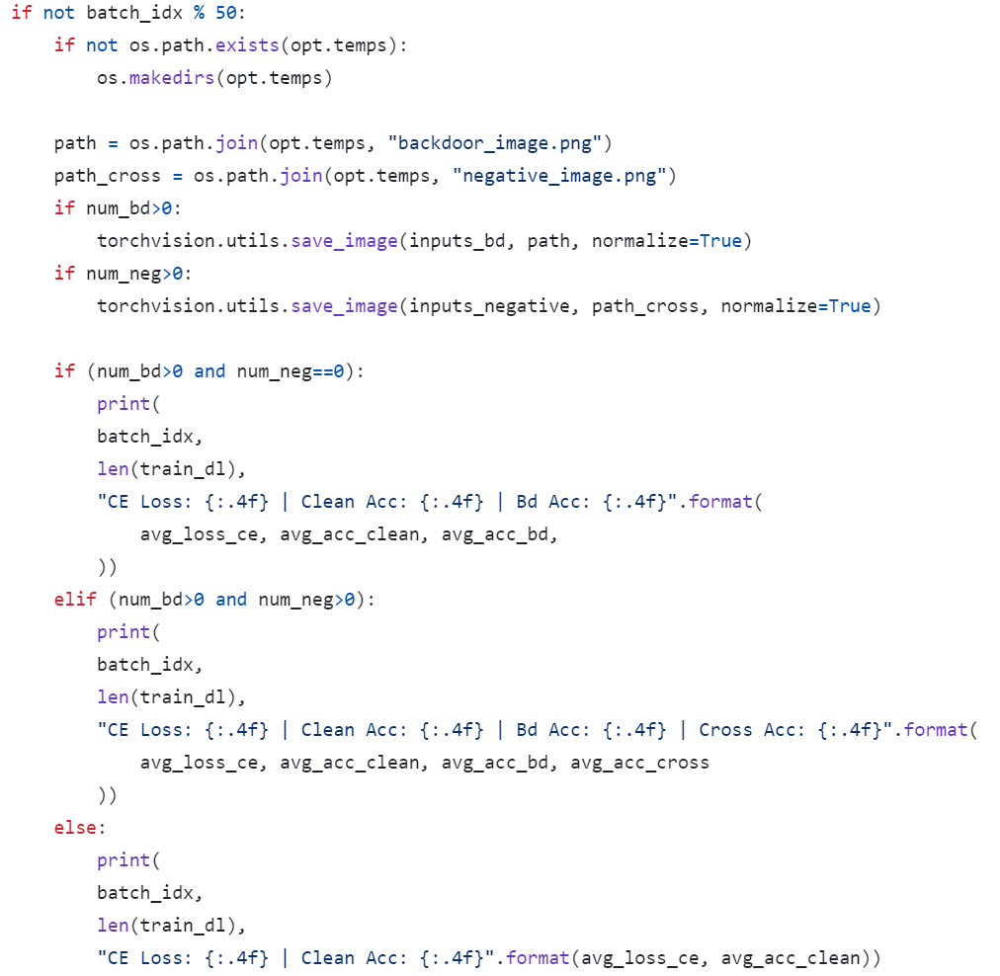 if not batch_idx % 50:
    if not os.path.exists(opt.temps):
        os.makedirs(opt.temps)

    path = os.path.join(opt.temps, "backdoor_image.png")
    path_cross = os.path.join(opt.temps, "negative_image.png")
    if num_bd>0:
        torchvision.utils.save_image(inputs_bd, path, normalize=True)
    if num_neg>0:
        torchvision.utils.save_image(inputs_negative, path_cross, normalize=True)

    if (num_bd>0 and num_neg==0):
        print(
        batch_idx,
        len(train_dl),
        "CE Loss: {:.4f} | Clean Acc: {:.4f} | Bd Acc: {:.4f}".format(
            avg_loss_ce, avg_acc_clean, avg_acc_bd,
        ))
    elif (num_bd>0 and num_neg>0):
        print(
        batch_idx,
        len(train_dl),
        "CE Loss: {:.4f} | Clean Acc: {:.4f} | Bd Acc: {:.4f} | Cross Acc: {:.4f}".format(
            avg_loss_ce, avg_acc_clean, avg_acc_bd, avg_acc_cross
        ))
    else:
        print(
        batch_idx,
        len(train_dl),
        "CE Loss: {:.4f} | Clean Acc: {:.4f}".format(avg_loss_ce, avg_acc_clean))